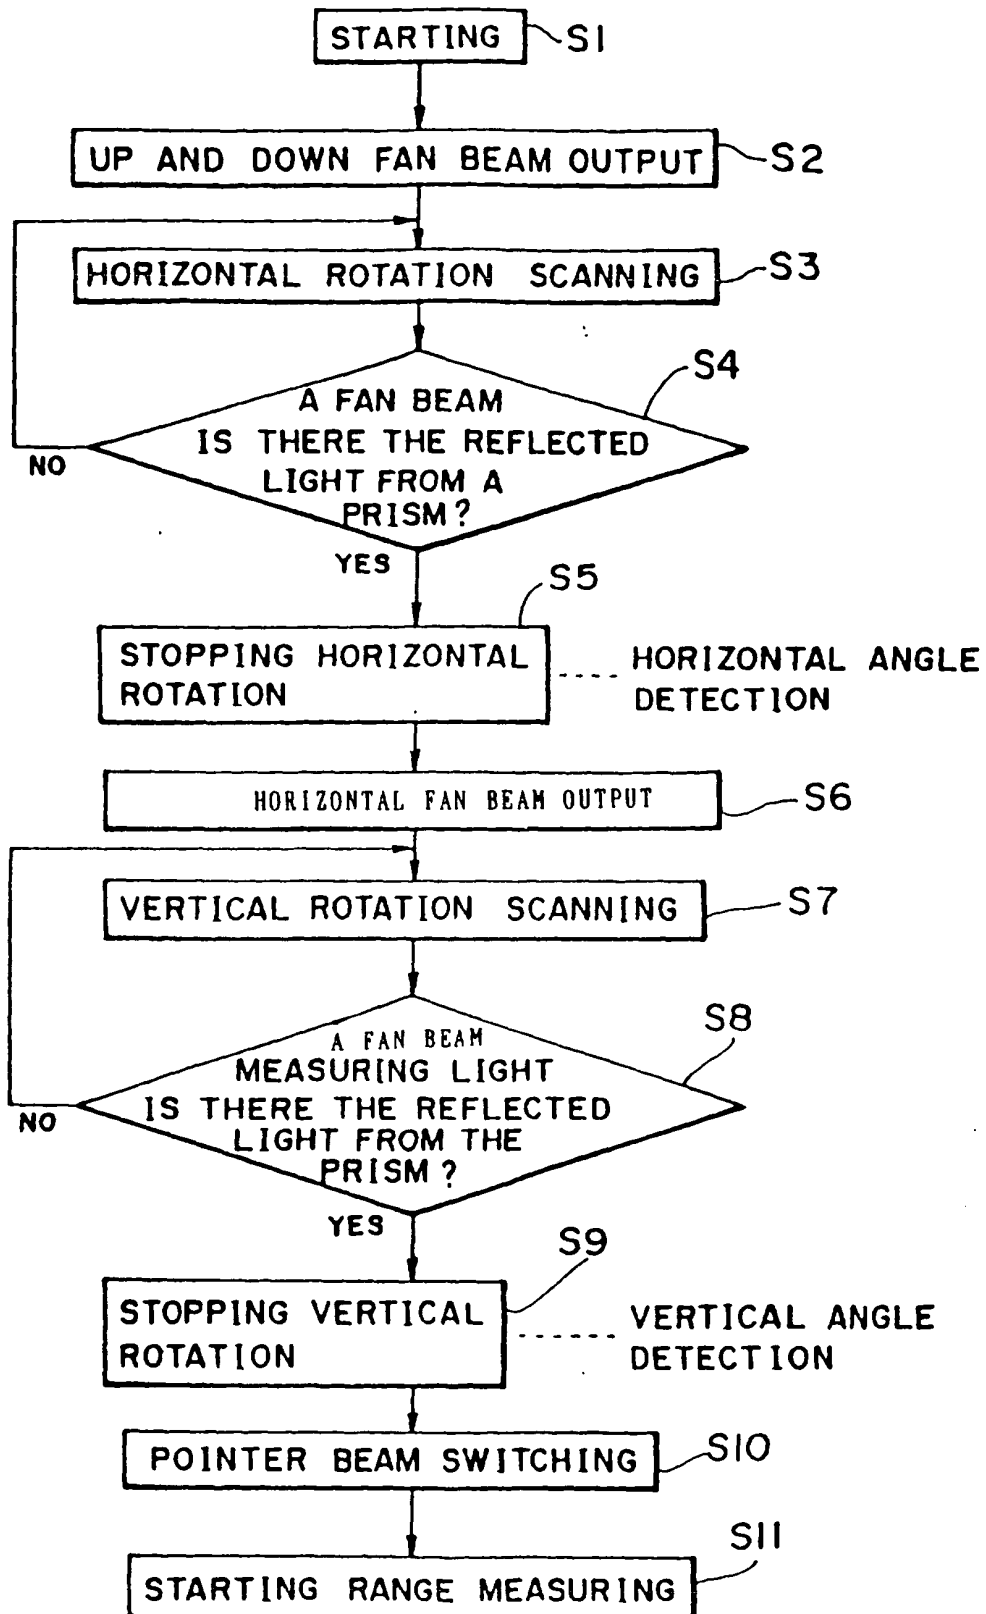 STARTING
S1
UP AND DOWN FAN BEAM OUTPUT
S2
HORIZONTAL ROTATION SCANNING
S3
S4
A FAN BEAM
IS THERE THE REFLECTED
LIGHT FROM A
PRISM?
NO
YES
S5
STOPPING HORIZONTAL
ROTATION
HORIZONTAL ANGLE
DETECTION
HORIZONTAL FAN BEAM OUTPUT
S6
VERTICAL ROTATION SCANNING
S7
S8
A FAN BEAM
MEASURING LIGHT
IS THERE THE REFLECTED
LIGHT FROM THE
PRISM?
NO
YES
S9
STOPPING VERTICAL
ROTATION
VERTICAL ANGLE
DETECTION
POINTER BEAM SWITCHING
S10
S11
STARTING RANGE MEASURING